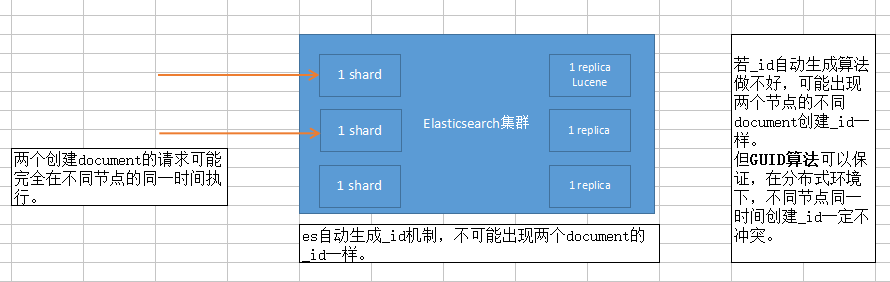 两个创建document的请求可能
完全在不同节点的同一时间执
行。
1 shard
1 shard
1 shard
Elasticsearch集群
1 replica
Lucene
1 replica
1 replica
es自动生成_id机制，不可能出现两个document的
_id一样。
若_id自动生成算法
做不好，可能出现
两个节点的不同
document创建_id一
样。
但GUID算法可以保
证，在分布式环境
下，不同节点同一
时间创建_id一定不
冲突。